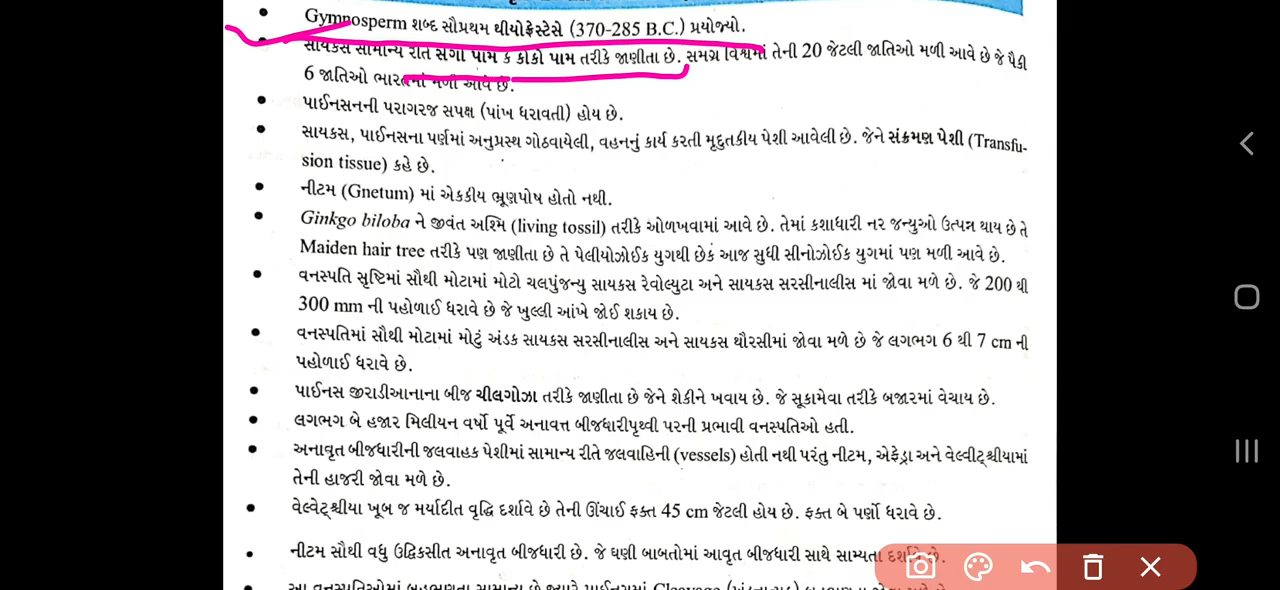 Gymnosperm શબ્દ સૌપ્રથમ થીયોફ્રેસ્ટેસે (370-285 B.C.) પ્રયોજ્યો.
સાયકસ સામાન્ય રીતે સંગા પામ કે કોકો પામ તરીકે જાણીતા છે. સમગ્ર વિશ્વમાં તેની 20 જેટલી જાતિઓ મળી આવે છે જે પૈકી
6 જાતિઓ ભારતમાં મળી આવે છે.
પાઈનસનની પરાગરજ સપક્ષ (પાંખ ધરાવતી) હોય છે.
સાયકસ, પાઈનસના પર્ણમાં અનુપ્રસ્થ ગોઠવાયેલી, વહનનું કાર્ય કરતી મૃદુતકીય પેશી આવેલી છે. જેને સંક્રમણ પેશી (Transfu-
sion tissue) કહે છે.
નીટમ (Gnetum) માં એકકીય ભ્રૂણપોષ હોતો નથી.
Ginkgo biloba ને જીવંત અશ્મિ (living tossil) તરીકે ઓળખવામાં આવે છે. તેમાં કશાધારી નર જન્યુઓ ઉત્પન્ન થાય છે તે
Maiden hair tree તરીકે પણ જાણીતા છે તે પેલીયોઝોઈક યુગથી છેક આજ સુધી સીનોઝોઈક યુગમાં પણ મળી આવે છે.
વનસ્પતિ સૃષ્ટિમાં સૌથી મોટામાં મોટો ચલપુંજન્યુ સાયકસ રેવોલ્યુટા અને સાયકસ સરસીનાલીસ માં જોવા મળે છે. જે 200 થી
300 mm ની પહોળાઈ ધરાવે છે જે ખુલ્લી આંખે જોઈ શકાય છે.
વનસ્પતિમાં સૌથી મોટામાં મોટું અંડક સાયકસ સરસીનાલીસ અને સાયકસ થૌરસીમાં જોવા મળે છે જે લગભગ 6 થી 7 cm ની
પહોળાઈ ધરાવે છે.
પાઈનસ જીરાડીઆનાના બીજ ચીલગોઝા તરીકે જાણીતા છે જેને શેકીને ખવાય છે. જે સૂકામેવા તરીકે બજારમાં વેચાય છે.
લગભગ બે હજાર મિલીયન વર્ષો પૂર્વે અનાવત્ત બીજધારીપૃથ્વી પરની પ્રભાવી વનસ્પતિઓ હતી.
અનાવૃત બીજધારીની જલવાહક પેશીમાં સામાન્ય રીતે જલવાહિની (vessels) હોતી નથી પરંતુ નીટમ, એફેડ્રા અને વેલ્વીટ્શ્ચીયામાં
તેની હાજરી જોવા મળે છે.
વેલ્વેટ્શ્ચીયા ખૂબ જ મર્યાદીત વૃદ્ધિ દર્શાવે છે તેની ઊંચાઈ ફક્ત 45 cm જેટલી હોય છે. ફક્ત બે પર્ણો ધરાવે છે.
નીટમ સૌથી વધુ ઉદ્વિકસીત અનાવૃત બીજધારી છે. જે ઘણી બાબતોમાં આવૃત બીજધારી સાથે સામ્યતા દર્શાવે છે.